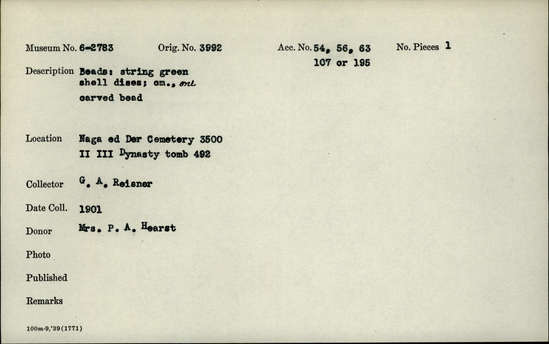 Museum No. 6-2783 Orig. No. 3992 Acc. No. 54, 56, 63 No. Pieces 1
107 or 195
Description Beads: string green
shell discs; cm.,
carved bead
Location Naga ed Der Cemetery 3500
II III Dynasty tomb 492
Collector G. A. Reisner
Date Coll. 1901
Donor Mrs. P. A. Hearst
Photo
Published
Remarks
100m-9,'39(1771)